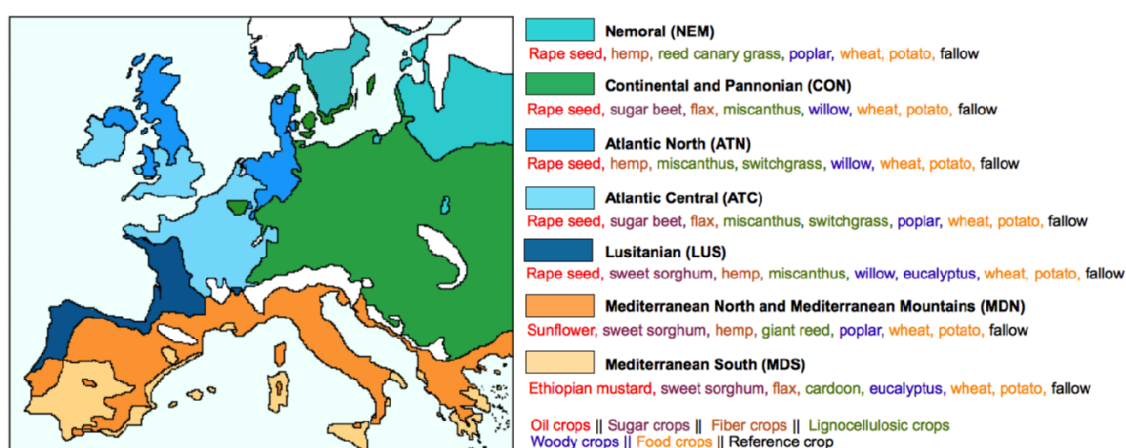 Nemoral (NEM)
Rape seed, hemp, reed canary grass, poplar, wheat, potato, fallow
Continental and Pannonian (CON)
Rape seed, sugar beet, flax, miscanthus, willow, wheat, potato, fallow
Atlantic North (ATN)
Rape seed, hemp, miscanthus, switchgrass, willow, wheat, potato, fallow
Atlantic Central (ATC)
Rape seed, sugar beet, flax, miscanthus, switchgrass, poplar, wheat, potato, fallow
Lusitanian (LUS)
Rape seed, sweet sorghum, hemp, miscanthus, willow, eucalyptus, wheat, potato, fallow
Mediterranean North and Mediterranean Mountains (MDN)
Sunflower, sweet sorghum, hemp, giant reed, poplar, wheat, potato, fallow
Mediterranean South (MDS)
Ethiopian mustard, sweet sorghum, flax, cardoon, eucalyptus, wheat, potato, fallow
Oil crops || Sugar crops || Fiber crops || Lignocellulosic crops
Woody crops || Food crops || Reference crop